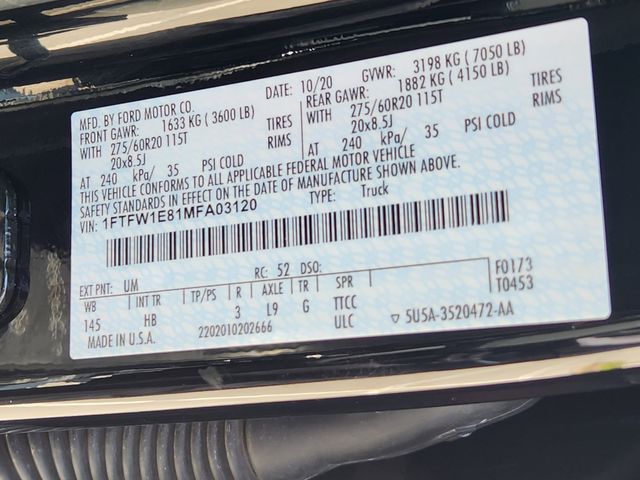 MFD. BY FORD MOTOR CO. DATE: 10/20 GVWR: 3198 KG ( 7050 LB)
FRONT GAWR: 1633 KG ( 3600 LB) REAR GAWR: 1882 KG ( 4150 LB)
WITH 275/60R20 115T TIRES WITH 275/60R20 115T TIRES
20x8.5J RIMS 20x8.5J RIMS
AT 240 kPa/ 35 PSI COLD AT 240 kPa/ 35 PSI COLD
THIS VEHICLE CONFORMS TO ALL APPLICABLE FEDERAL MOTOR VEHICLE
SAFETY STANDARDS IN EFFECT ON THE DATE OF MANUFACTURE SHOWN ABOVE.
VIN: 1FTFW1E81MFA03120 TYPE: Truck
EXT PNT: UM RC: 52 DSO: F0173
WB INT TR TP/PS R AXLE TR SPR T0453
145 HB 3 L9 G TTCC
MADE IN U.S.A. 2202010202666 ULC ▽ 5U5A-3520472-AA